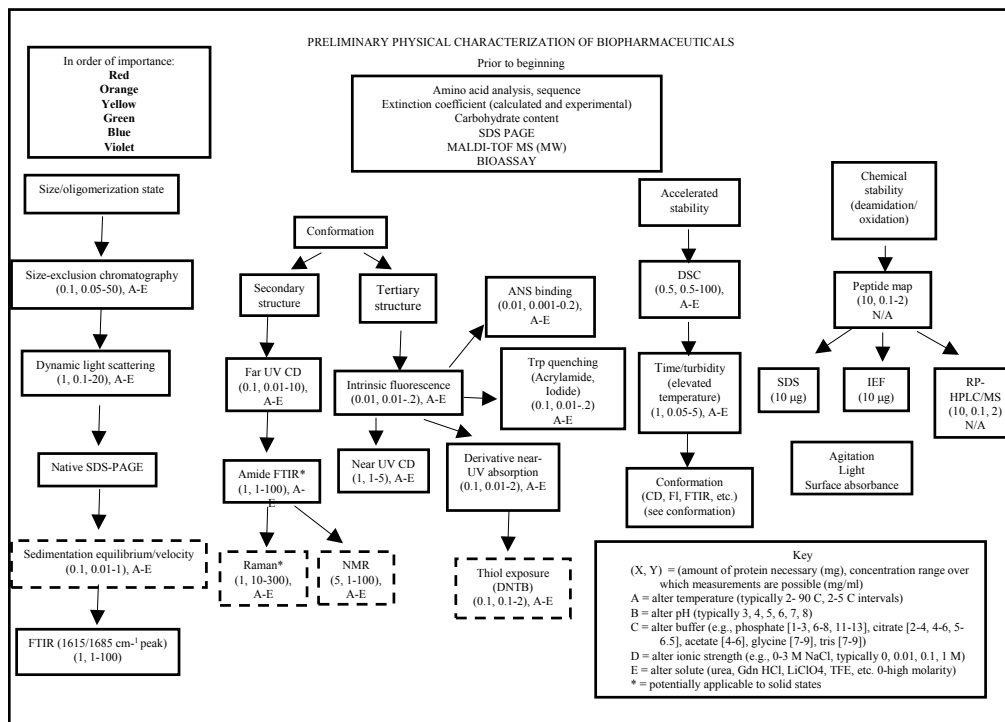 PRELIMINARY PHYSICAL CHARACTERIZATION OF BIOPHARMACEUTICALS
In order of importance:
Red
Orange
Yellow
Green
Blue
Violet
Prior to beginning
Amino acid analysis, sequence
Extinction coefficient (calculated and experimental)
Carbohydrate content
SDS PAGE
MALDI-TOF MS (MW)
BIOASSAY
Size/oligomerization state
Size-exclusion chromatography
(0.1, 0.05-50), A-E
Dynamic light scattering
(1, 0.1-20), A-E
Native SDS-PAGE
Sedimentation equilibrium/velocity
(0.1, 0.01-1), A-E
FTIR (1615/1685 cm-1 peak)
(1, 1-100)
Conformation
Secondary
structure
Far UV CD
(0.1, 0.01-10),
A-E
Amide FTIR*
(1, 1-100), A-
E
Raman*
(1, 10-300),
A-E
NMR
(5, 1-100),
A-E
Tertiary
structure
Intrinsic fluorescence
(0.01, 0.01-.2), A-E
ANS binding
(0.01, 0.001-0.2),
A-E
Trp quenching
(Acrylamide,
Iodide)
(0.1, 0.01-.2)
A-E
Near UV CD
(1, 1-5), A-E
Derivative near-
UV absorption
(0.1, 0.01-2), A-E
Thiol exposure
(DNTB)
(0.1, 0.1-2), A-E
Accelerated
stability
DSC
(0.5, 0.5-100),
A-E
Time/turbidity
(elevated
temperature)
(1, 0.05-5), A-E
Conformation
(CD, Fl, FTIR, etc.)
(see conformation)
Chemical
stability
(deamidation/
oxidation)
Peptide map
(10, 0.1-2)
N/A
SDS
(10 μg)
IEF
(10 μg)
RP-
HPLC/MS
(10, 0.1, 2)
N/A
Agitation
Light
Surface absorbance
Key
(X, Y) = (amount of protein necessary (mg), concentration range over
which measurements are possible (mg/ml)
A = alter temperature (typically 2- 90 C, 2-5 C intervals)
B = alter pH (typically 3, 4, 5, 6, 7, 8)
C = alter buffer (e.g., phosphate [1-3, 6-8, 11-13], citrate [2-4, 4-6, 5-
6.5], acetate [4-6], glycine [7-9], tris [7-9])
D = alter ionic strength (e.g., 0-3 M NaCl, typically 0, 0.01, 0.1, 1 M)
E = alter solute (urea, Gdn HCl, LiClO4, TFE, etc. 0-high molarity)
* = potentially applicable to solid states